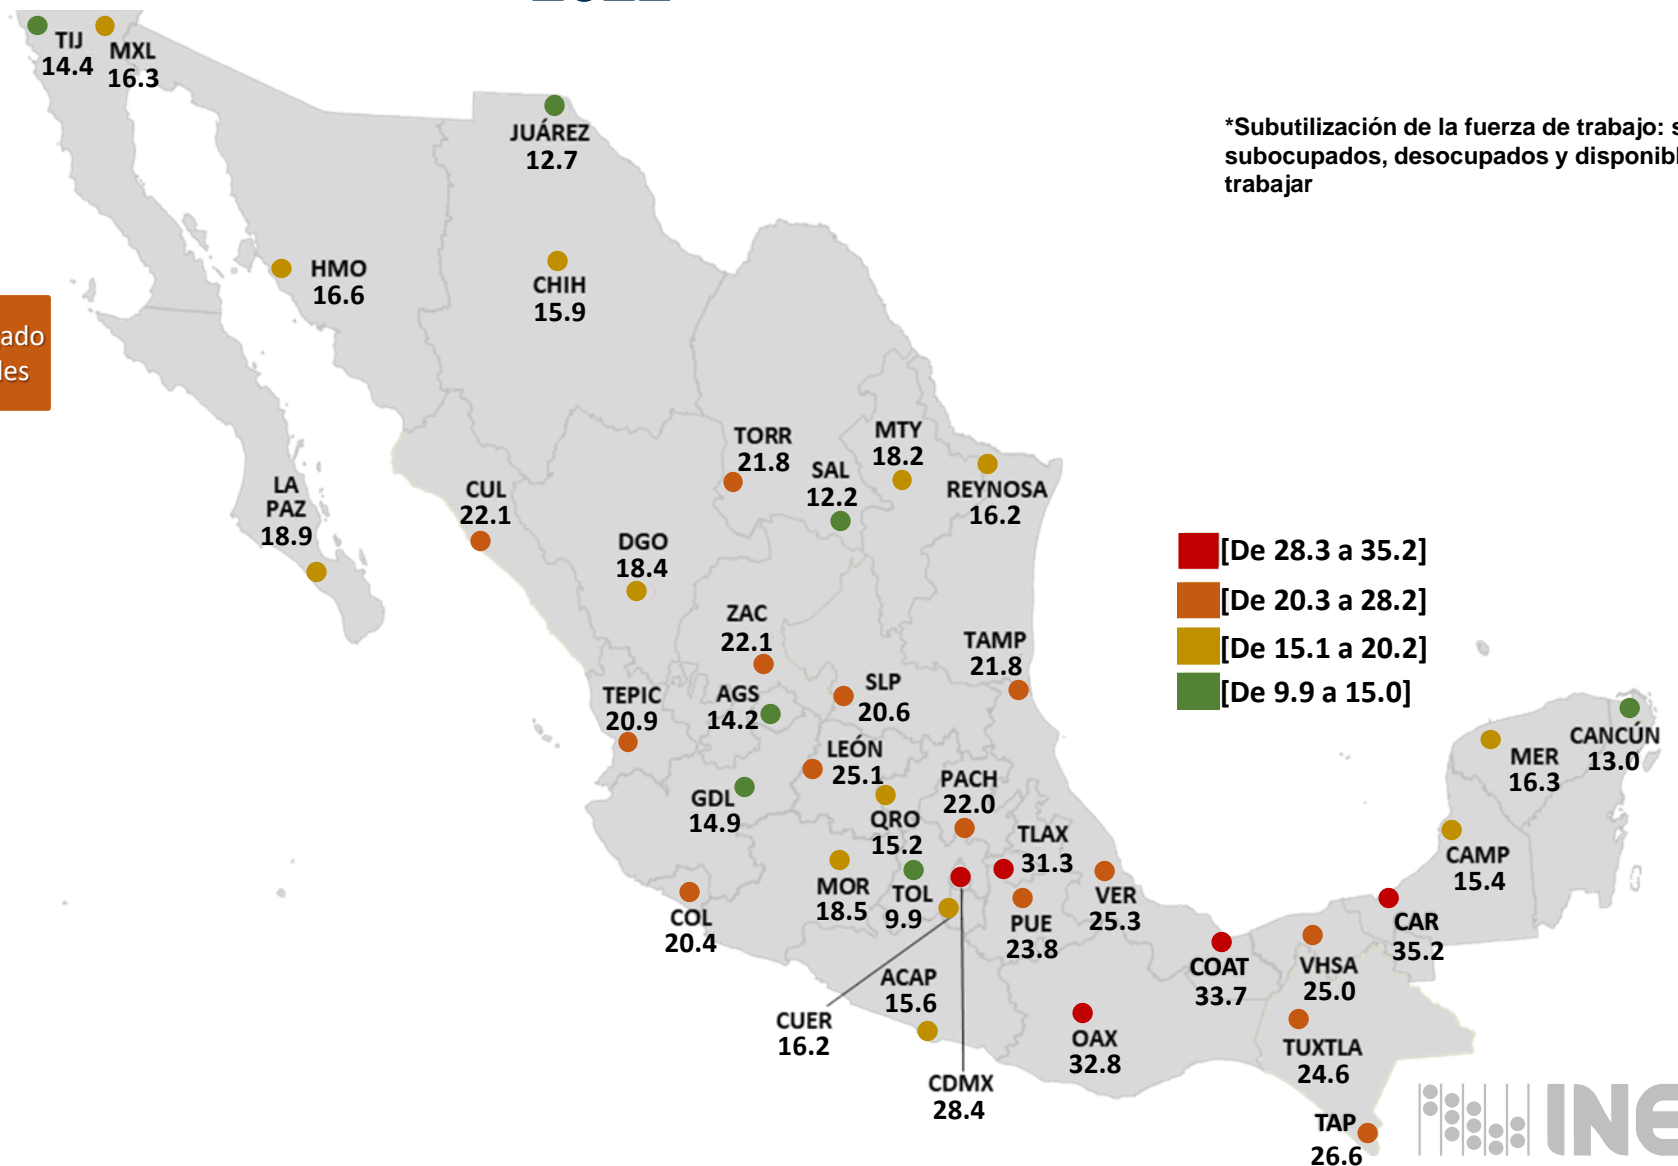 TIJ
14.4
MXL
16.3
JUÁREZ
12.7
*Subutilización de la fuerza de trabajo:
subocupados, desocupados y
trabajar
HMO
16.6
CHIH
15.9
TORR
21.8
MTY
18.2
SAL
12.2
REYNOSA
16.2
LA
PAZ
18.9
CUL
22.1
DGO
18.4
[De 28.3 a 35.2]
[De 20.3 a 28.2]
[De 15.1 a 20.2]
[De 9.9 a 15.0]
ZAC
22.1
TAMP
21.8
TEPIC
20.9
AGS
14.2
SLP
20.6
LEÓN
25.1
PACH
22.0
GDL
14.9
QRO
15.2
TLAX
31.3
MER
16.3
CANCÚN
13.0
MOR
18.5
TOL
9.9
PUE
23.8
VER
25.3
CAMP
15.4
COL
20.4
CAR
35.2
COAT
33.7
VHSA
25.0
ACAP
15.6
CUER
16.2
OAX
32.8
TUXTLA
24.6
CDMX
28.4
TAP
26.6